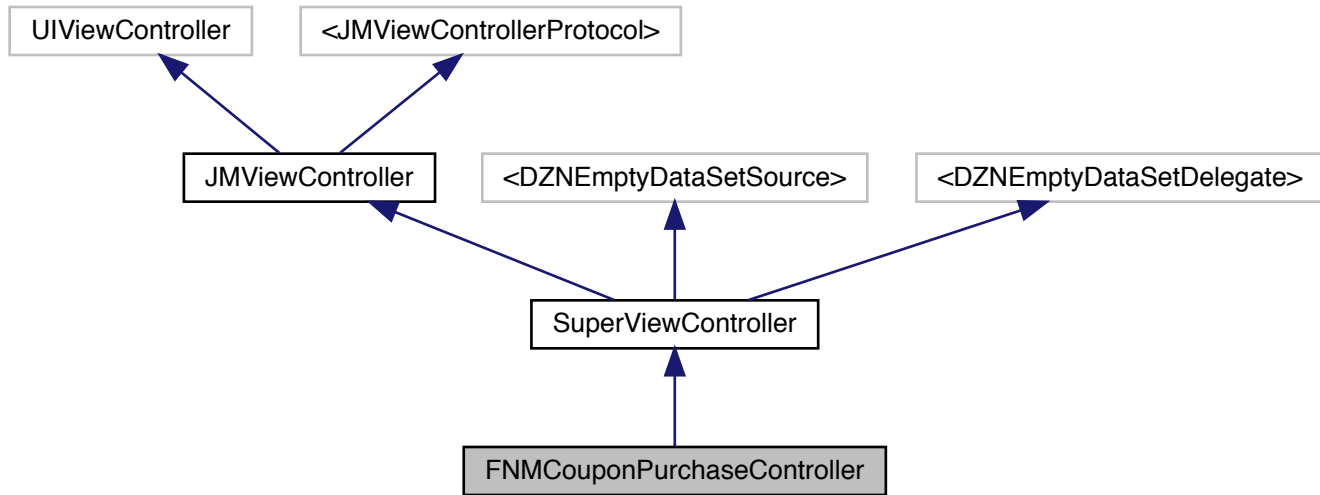 UIViewController
<JMViewControllerProtocol>
JMViewController
<DZNEmptyDataSetSource>
<DZNEmptyDataSetDelegate>
SuperViewController
FNMCouponPurchaseController